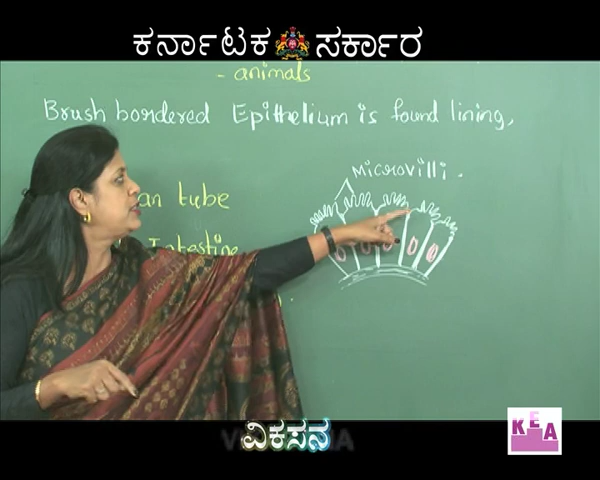 ಕರ್ನಾಟಕ ಸರ್ಕಾರ
- animals
Brush bordered Epithelium is found lining,
Microvilli.
an tube
Intestine
ವಿಕಸನ
KEA